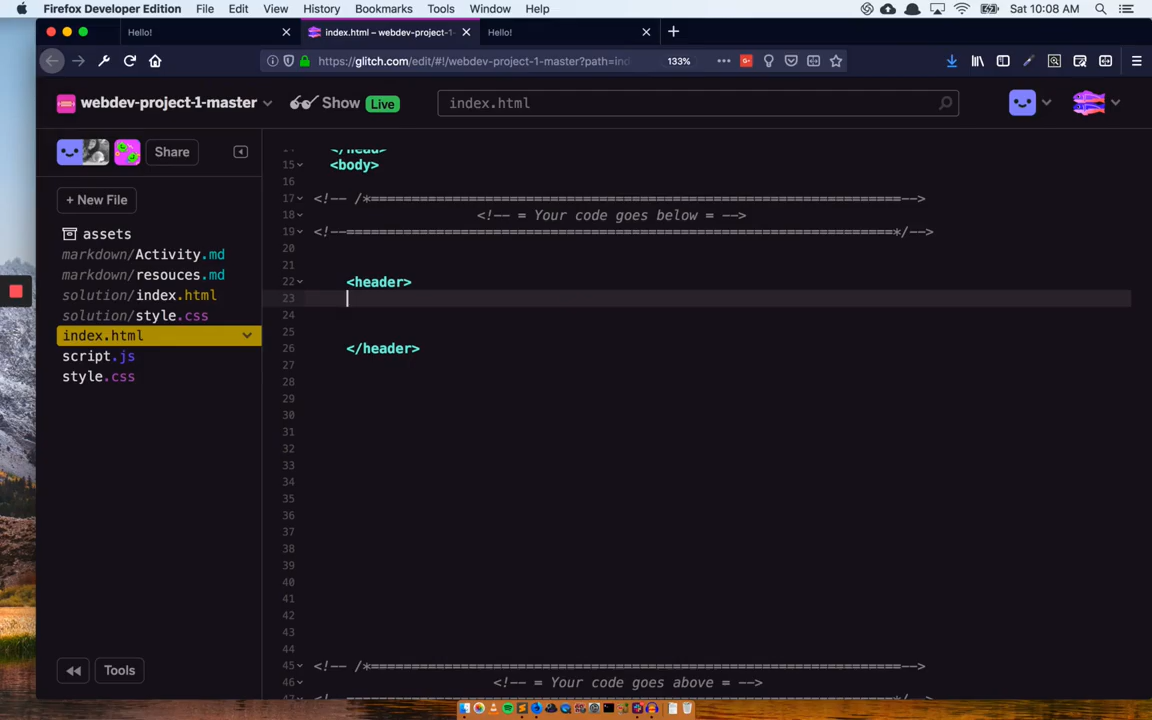 Firefox Developer Edition File Edit View History Bookmarks Tools Window Help Sat 10:08 AM
Hello! index.html – webdev-project-1- Hello!
https://glitch.com/edit/#!/webdev-project-1-master?path=ind 133%
webdev-project-1-master Show Live index.html
Share
+ New File
assets
markdown/Activity.md
markdown/resouces.md
solution/index.html
solution/style.css
index.html
script.js
style.css
Tools
</head>
15 <body>
16
17 <!-- /*=================================================================-->
18 <!-- = Your code goes below = -->
19 <!--===================================================================*/-->
20
21
22 <header>
23
24
25
26 </header>
27
28
29
30
31
32
33
34
35
36
37
38
39
40
41
42
43
44
45 <!-- /*=================================================================-->
46 <!-- = Your code goes above = -->